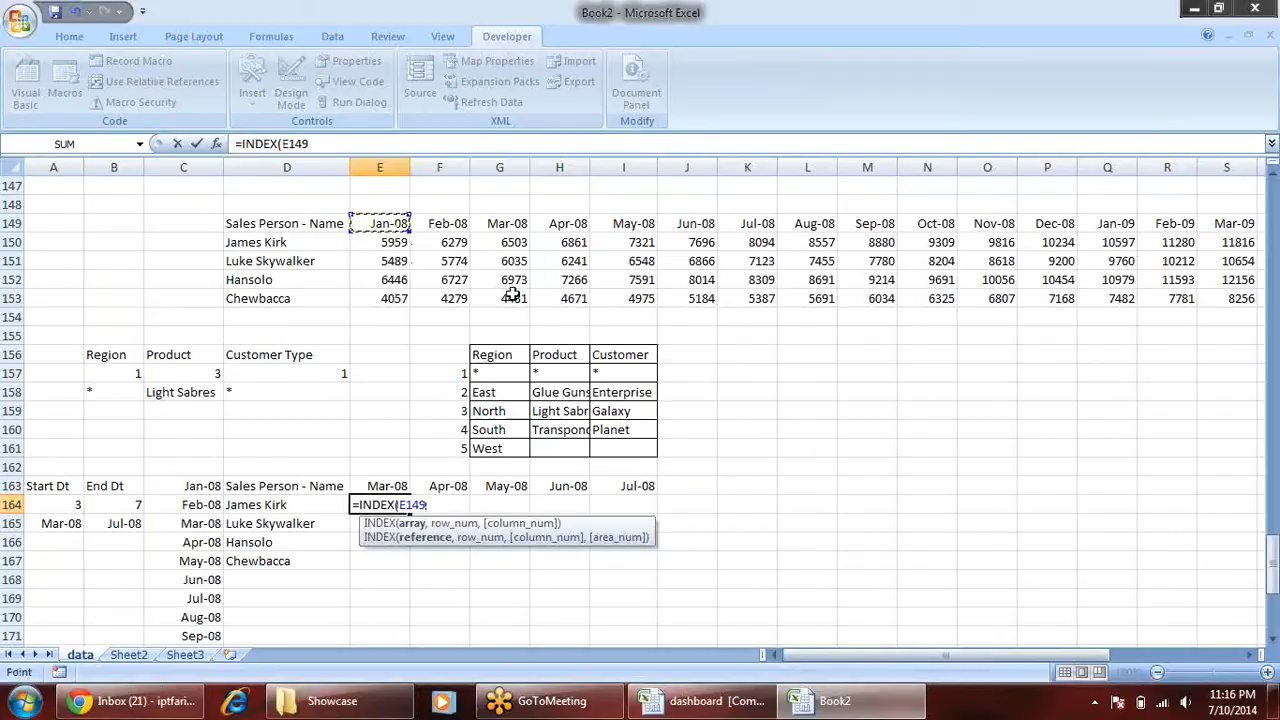 Book2 - Microsoft Excel
Home Insert Page Layout Formulas Data Review View Developer
Visual Basic
Macros
Record Macro
Use Relative References
Macro Security
Code
Insert
Design Mode
Properties
View Code
Run Dialog
Controls
Source
Map Properties
Expansion Packs
Refresh Data
Import
Export
XML
Document Panel
Modify
SUM =INDEX(E149
A B C D E F G H I J K L M N O P Q R S
147
148
149 Sales Person - Name Jan-08 Feb-08 Mar-08 Apr-08 May-08 Jun-08 Jul-08 Aug-08 Sep-08 Oct-08 Nov-08 Dec-08 Jan-09 Feb-09 Mar-09
150 James Kirk 5959 6279 6503 6861 7321 7696 8094 8557 8880 9309 9816 10234 10597 11280 11816
151 Luke Skywalker 5489 5774 6035 6241 6548 6866 7123 7455 7780 8204 8618 9200 9760 10212 10654
152 Hansolo 6446 6727 6973 7266 7591 8014 8309 8691 9214 9691 10056 10454 10979 11593 12156
153 Chewbacca 4057 4279 4671 4975 5184 5387 5691 6034 6325 6807 7168 7482 7781 8256
154
155
156 Region Product Customer Type Region Product Customer
157 1 3 1 1 * * *
158 * Light Sabres * 2 East Glue Guns Enterprise
159 3 North Light Sabr Galaxy
160 4 South Transpond Planet
161 5 West
162
163 Start Dt End Dt Jan-08 Sales Person - Name Mar-08 Apr-08 May-08 Jun-08 Jul-08
164 3 7 Feb-08 James Kirk =INDEX(E149
165 Mar-08 Jul-08 Mar-08 Luke Skywalker
INDEX(array, row_num, [column_num])
INDEX(reference, row_num, [column_num], [area_num])
166 Apr-08 Hansolo
167 May-08 Chewbacca
168 Jun-08
169 Jul-08
170 Aug-08
171 Sep-08
data Sheet2 Sheet3
Point
Inbox (21) - iptfari...
Showcase
GoToMeeting
dashboard [Com...
Book2
11:16 PM
7/10/2014